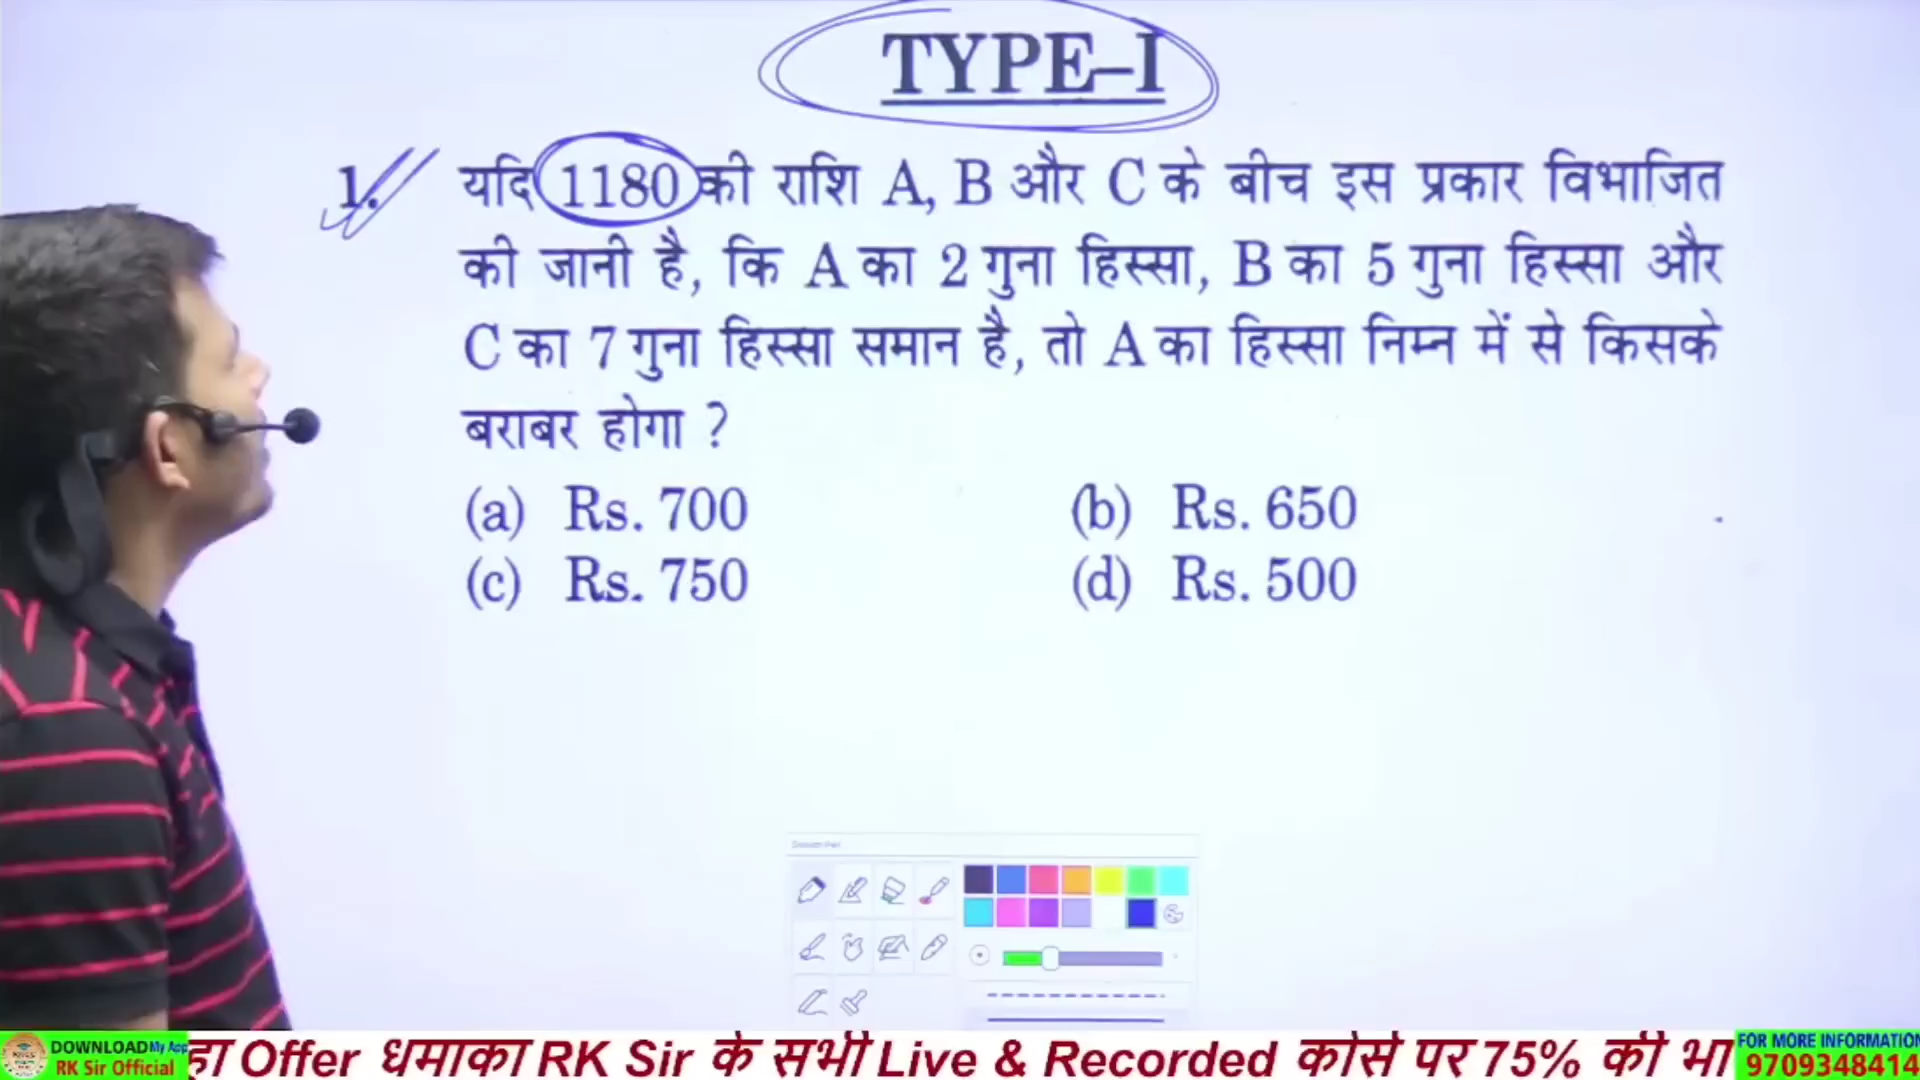 TYPE–I
1. यदि 1180 की राशि A, B और C के बीच इस प्रकार विभाजित
की जानी है, कि A का 2 गुना हिस्सा, B का 5 गुना हिस्सा और
C का 7 गुना हिस्सा समान है, तो A का हिस्सा निम्न में से किसके
बराबर होगा ?
(a) Rs. 700 (b) Rs. 650
(c) Rs. 750 (d) Rs. 500
DOWNLOAD My App
RK Sir Official
हा Offer धमाका RK Sir के सभी Live & Recorded कोर्स पर 75% की भा
FOR MORE INFORMATION
9709348414